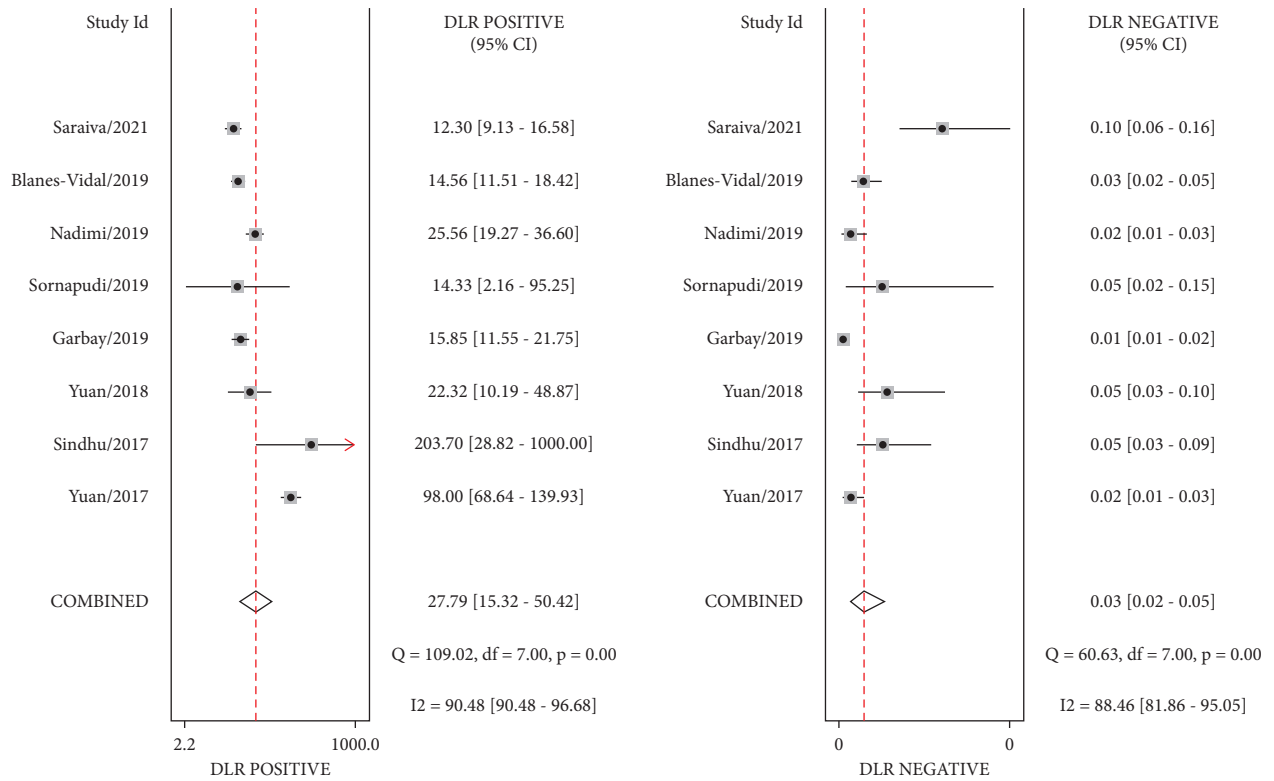 Study Id
DLR POSITIVE
(95% CI)
Saraiva/2021
12.30 [9.13 - 16.58]
Blanes-Vidal/2019
14.56 [11.51 - 18.42]
Nadimi/2019
25.56 [19.27 - 36.60]
Sornapudi/2019
14.33 [2.16 - 95.25]
Garbay/2019
15.85 [11.55 - 21.75]
Yuan/2018
22.32 [10.19 - 48.87]
Sindhu/2017
203.70 [28.82 - 1000.00]
Yuan/2017
98.00 [68.64 - 139.93]
COMBINED
27.79 [15.32 - 50.42]
Q = 109.02, df = 7.00, p = 0.00
I2 = 90.48 [90.48 - 96.68]
2.2
1000.0
DLR POSITIVE
Study Id
DLR NEGATIVE
(95% CI)
Saraiva/2021
0.10 [0.06 - 0.16]
Blanes-Vidal/2019
0.03 [0.02 - 0.05]
Nadimi/2019
0.02 [0.01 - 0.03]
Sornapudi/2019
0.05 [0.02 - 0.15]
Garbay/2019
0.01 [0.01 - 0.02]
Yuan/2018
0.05 [0.03 - 0.10]
Sindhu/2017
0.05 [0.03 - 0.09]
Yuan/2017
0.02 [0.01 - 0.03]
COMBINED
0.03 [0.02 - 0.05]
Q = 60.63, df = 7.00, p = 0.00
I2 = 88.46 [81.86 - 95.05]
0
0
DLR NEGATIVE